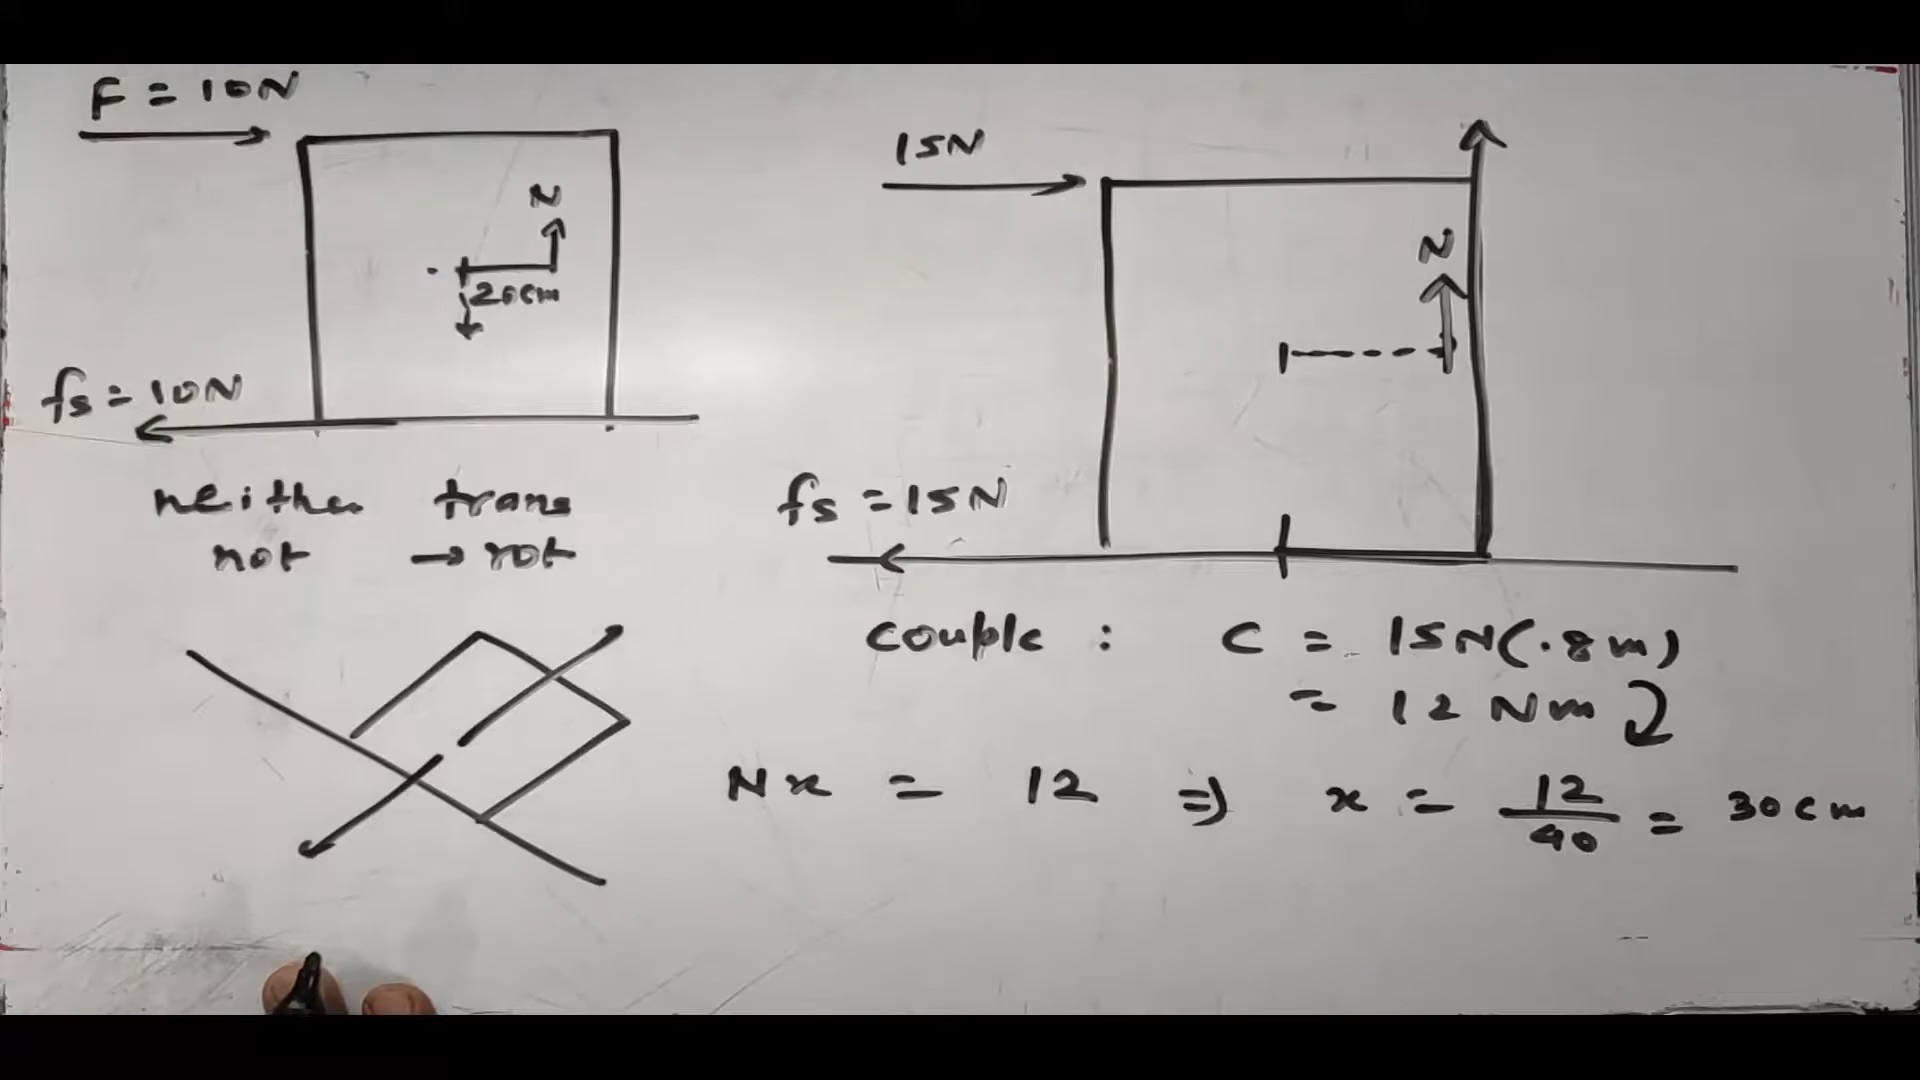 F = 10N
N
20cm
fs = 10N
neither trans
not → rot
15N
N
fs = 15N
couple : C = 15N(.8m)
= 12 Nm
Nx = 12 ⇒ x = 12/40 = 30cm